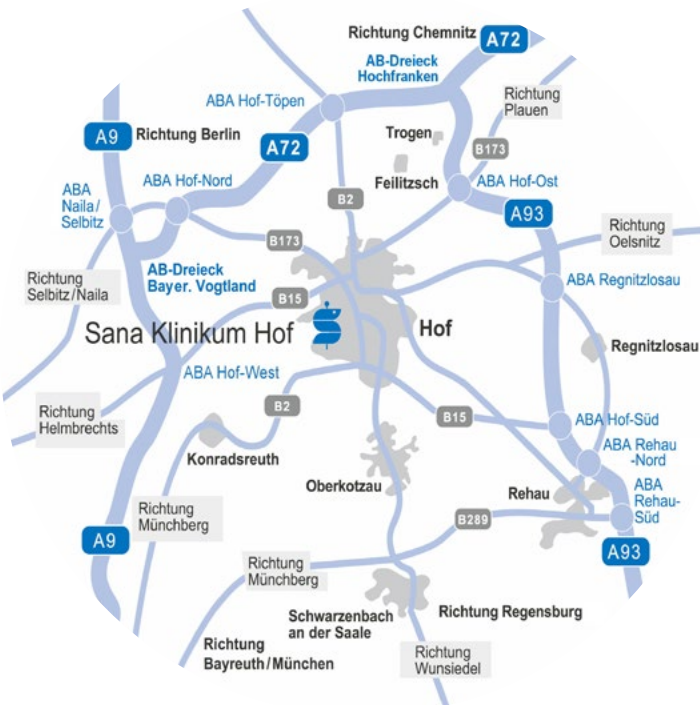 Richtung Chemnitz
A72
AB-Dreieck
Hochfranken
ABA Hof-Töpen
Richtung
Plauen
A9
Richtung Berlin
A72
Trogen
B173
Feilitzsch
ABA
Naila/
Selbitz
ABA Hof-Nord
B2
ABA Hof-Ost
A93
B173
Richtung
Oelsnitz
Richtung
Selbitz/Naila
AB-Dreieck
Bayer. Vogtland
ABA Regnitzlosau
B15
Sana Klinikum Hof
Hof
Regnitzlosau
ABA Hof-West
Richtung
Helmbrechts
B2
B15
ABA Hof-Süd
Konradsreuth
ABA Rehau
-Nord
Oberkotzau
Rehau
ABA
Rehau-
Süd
Richtung
Münchberg
B289
A9
A93
Richtung
Münchberg
Schwarzenbach
an der Saale
Richtung Regensburg
Richtung
Bayreuth/München
Richtung
Wunsiedel